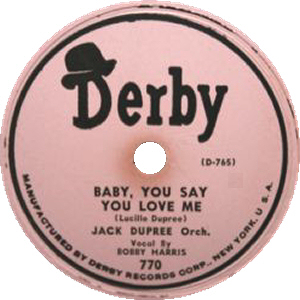 Derby
(D-765)
BABY, YOU SAY
YOU LOVE ME
(Lucille Dupree)
JACK DUPREE Orch.
Vocal By
BOBBY HARRIS
770
MANUFACTURED BY DERBY RECORDS CORP., NEW YORK, U. S. A.